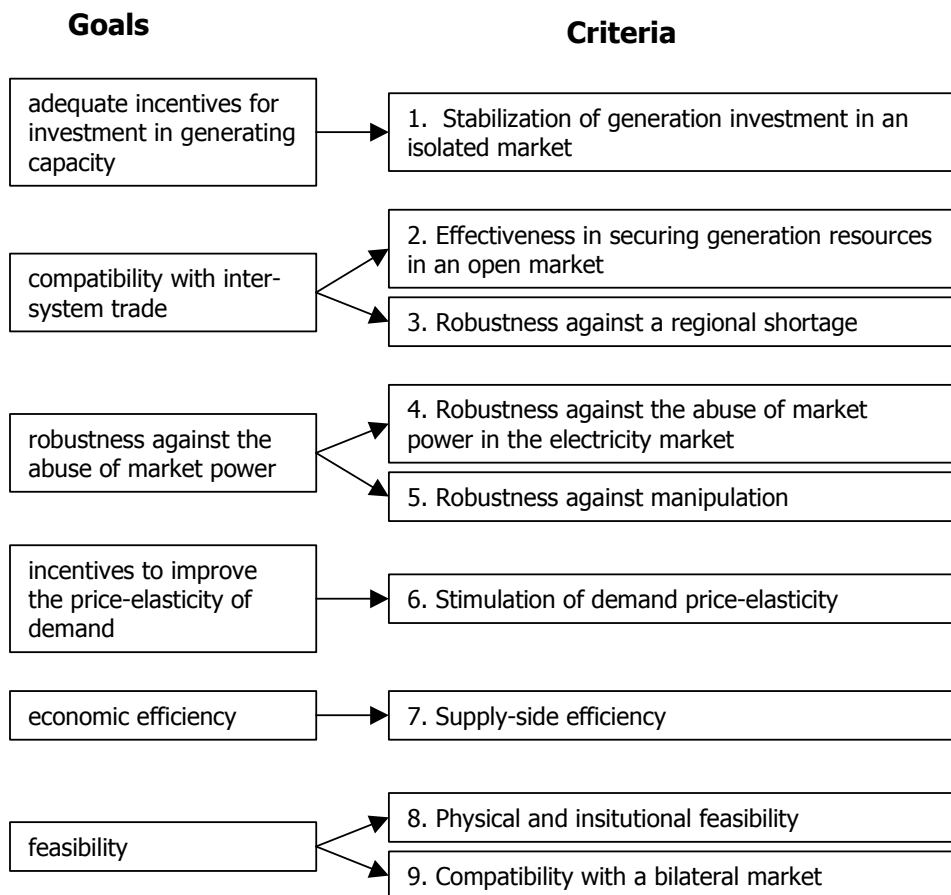 Goals
Criteria
adequate incentives for
investment in generating
capacity
1.  Stabilization of generation investment in an
isolated market
compatibility with inter-
system trade
2. Effectiveness in securing generation resources
in an open market
3. Robustness against a regional shortage
robustness against the
abuse of market power
4. Robustness against the abuse of market
power in the electricity market
5. Robustness against manipulation
incentives to improve
the price-elasticity of
demand
6. Stimulation of demand price-elasticity
economic efficiency
7. Supply-side efficiency
feasibility
8. Physical and insitutional feasibility
9. Compatibility with a bilateral market